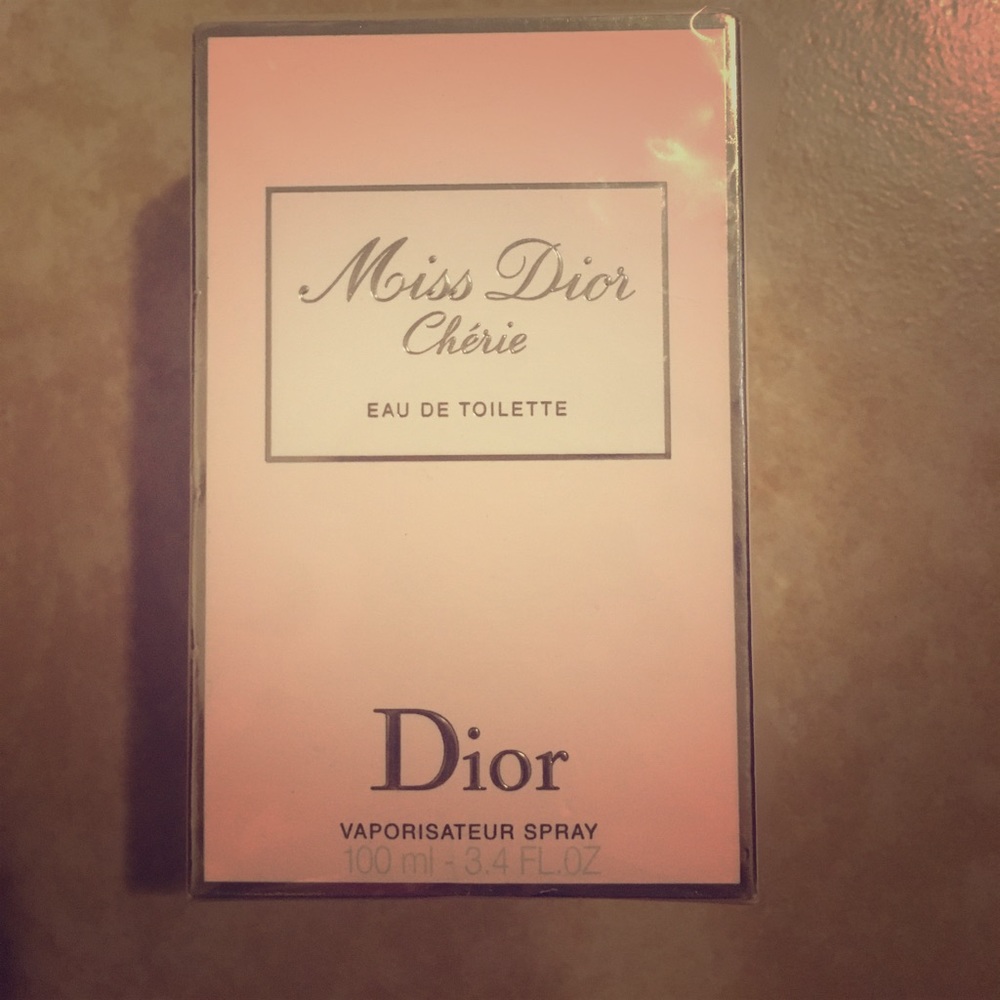 Miss Dior
Chérie
EAU DE TOILETTE
Dior
VAPORISATEUR SPRAY
100 ml - 3.4 FL.OZ